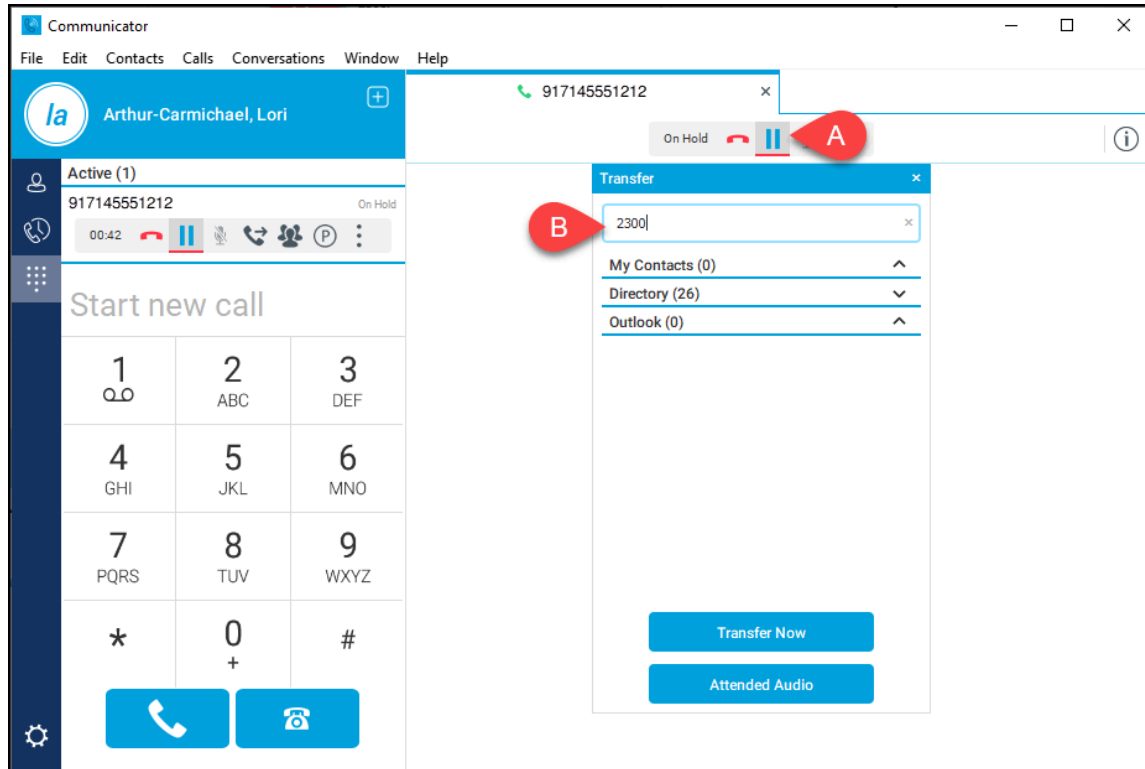 Communicator
File Edit Contacts Calls Conversations Window Help
la
Arthur-Carmichael, Lori
917145551212
On Hold
A
Active (1)
917145551212
On Hold
00:42
P
Start new call
1
2
ABC
3
DEF
4
GHI
5
JKL
6
MNO
7
PQRS
8
TUV
9
WXYZ
*
0
+
#
Transfer
B
2300
My Contacts (0)
Directory (26)
Outlook (0)
Transfer Now
Attended Audio